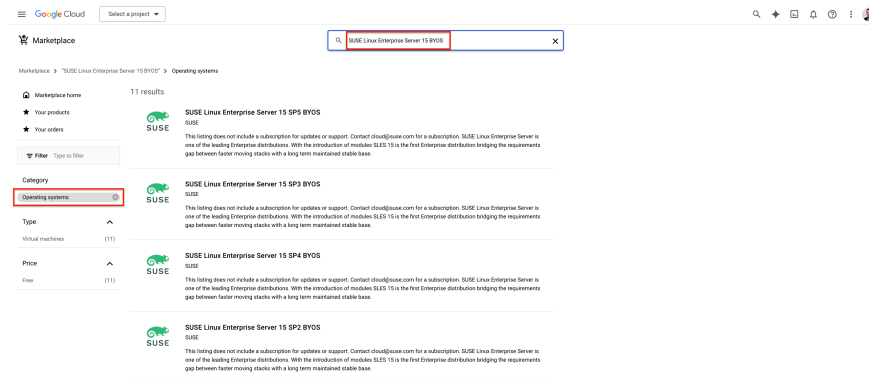 Google Cloud
Select a project
Marketplace
SUSE Linux Enterprise Server 15 BYOS
Marketplace > "SUSE Linux Enterprise Server 15 BYOS" > Operating systems
Marketplace home
Your products
Your orders
Filter Type to filter
Category
Operating systems
Type
Virtual machines (11)
Price
Free (11)
11 results
SUSE
SUSE Linux Enterprise Server 15 SP5 BYOS
SUSE
This listing does not include a subscription for updates or support. Contact cloud@suse.com for a subscription. SUSE Linux Enterprise Server is
one of the leading Enterprise distributions. With the introduction of modules SLES 15 is the first Enterprise distribution bridging the requirements
gap between faster moving stacks with a long term maintained stable base.
SUSE
SUSE Linux Enterprise Server 15 SP3 BYOS
SUSE
This listing does not include a subscription for updates or support. Contact cloud@suse.com for a subscription. SUSE Linux Enterprise Server is
one of the leading Enterprise distributions. With the introduction of modules SLES 15 is the first Enterprise distribution bridging the requirements
gap between faster moving stacks with a long term maintained stable base.
SUSE
SUSE Linux Enterprise Server 15 SP4 BYOS
SUSE
This listing does not include a subscription for updates or support. Contact cloud@suse.com for a subscription. SUSE Linux Enterprise Server is
one of the leading Enterprise distributions. With the introduction of modules SLES 15 is the first Enterprise distribution bridging the requirements
gap between faster moving stacks with a long term maintained stable base.
SUSE
SUSE Linux Enterprise Server 15 SP2 BYOS
SUSE
This listing does not include a subscription for updates or support. Contact cloud@suse.com for a subscription. SUSE Linux Enterprise Server is
one of the leading Enterprise distributions. With the introduction of modules SLES 15 is the first Enterprise distribution bridging the requirements
gap between faster moving stacks with a long term maintained stable base.